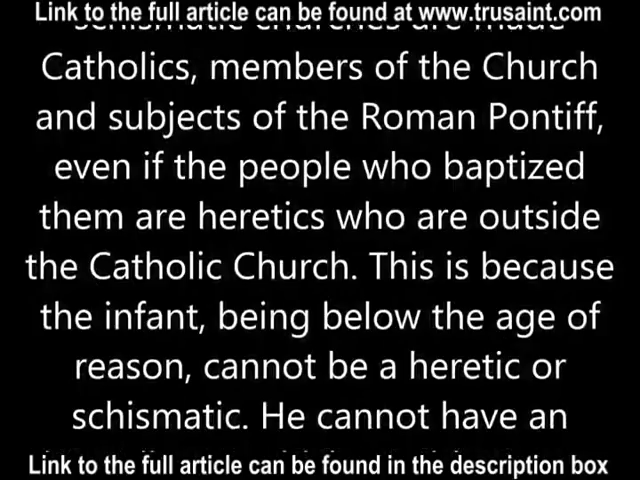 Link to the full article can be found at www.trusaint.com
schismatic churches are made
Catholics, members of the Church
and subjects of the Roman Pontiff,
even if the people who baptized
them are heretics who are outside
the Catholic Church. This is because
the infant, being below the age of
reason, cannot be a heretic or
schismatic. He cannot have an
Link to the full article can be found in the description box